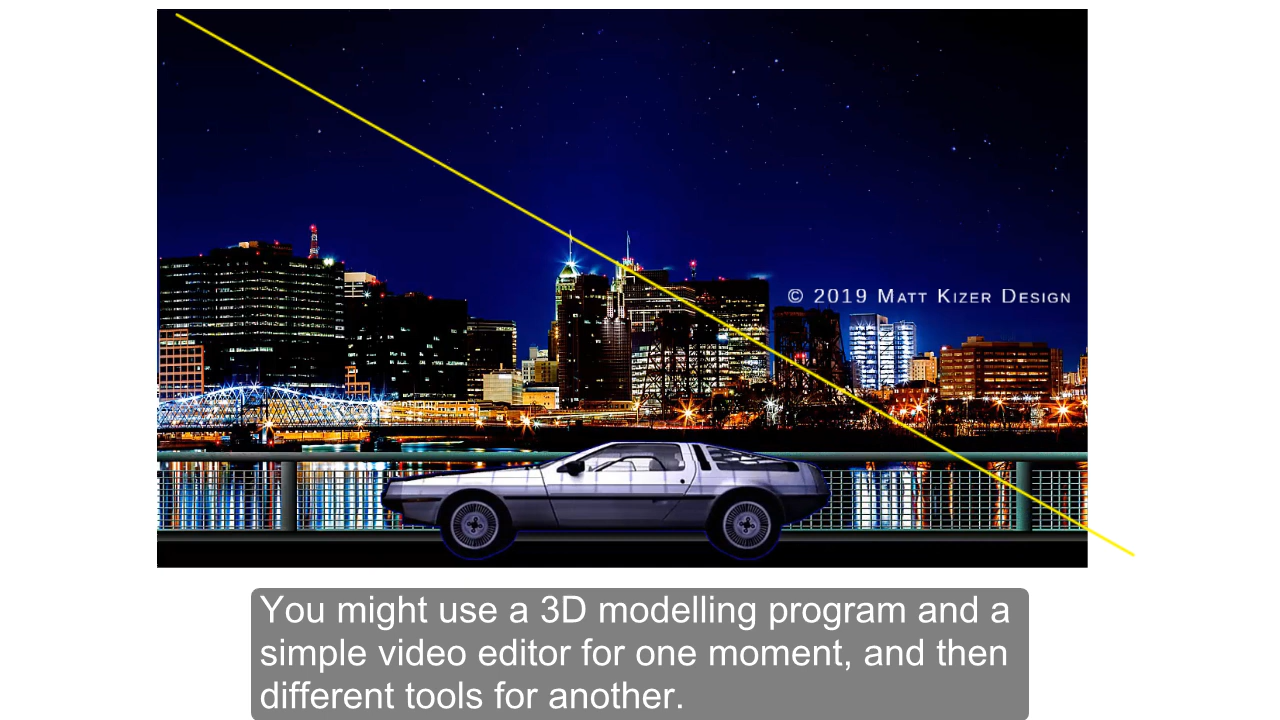 © 2019 Matt Kizer Design
You might use a 3D modelling program and a
simple video editor for one moment, and then
different tools for another.